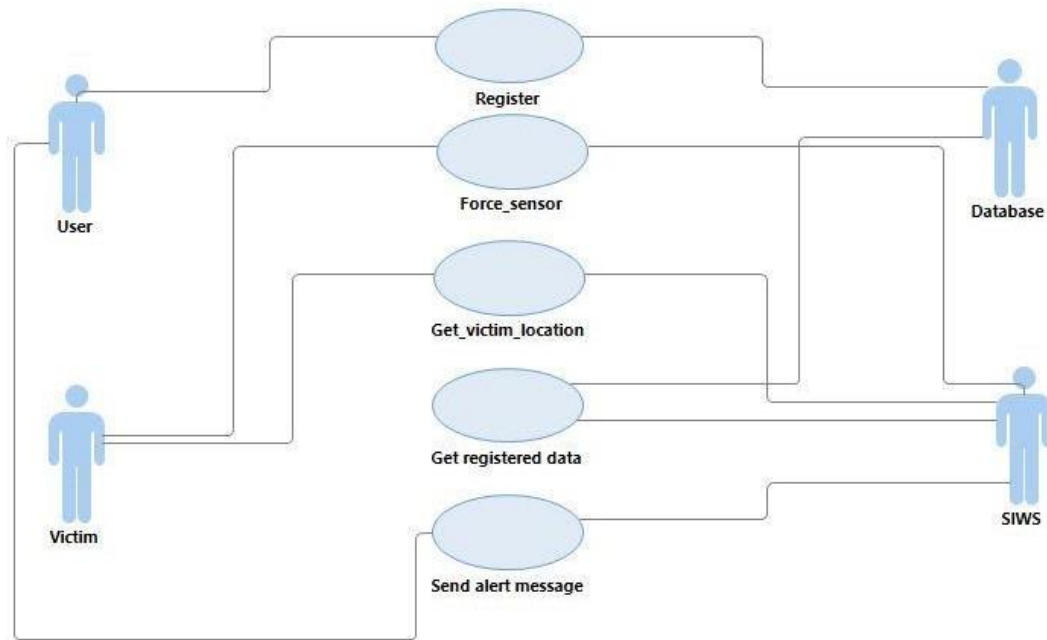 Register
User
Force_sensor
Database
Get_victim_location
Get registered data
Victim
SIWS
Send alert message